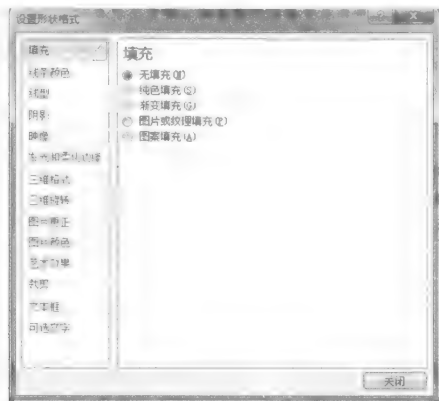 设置形状格式
填充
线条颜色
线型
阴影
映像
发光和柔化边缘
三维格式
三维旋转
图片更正
图片颜色
艺术效果
裁剪
文本框
可选文字
填充
无填充(N)
纯色填充(S)
渐变填充(G)
图片或纹理填充(P)
图案填充(A)
关闭